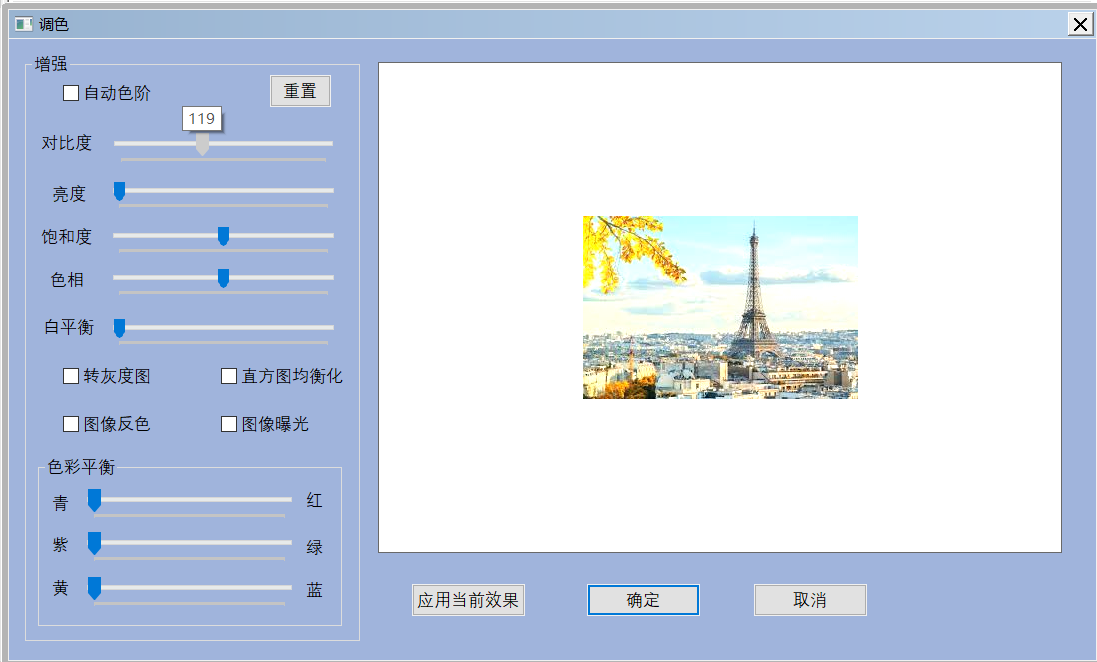 调色
增强
自动色阶
重置
119
对比度
亮度
饱和度
色相
白平衡
转灰度图
直方图均衡化
图像反色
图像曝光
色彩平衡
青
红
紫
绿
黄
蓝
应用当前效果
确定
取消